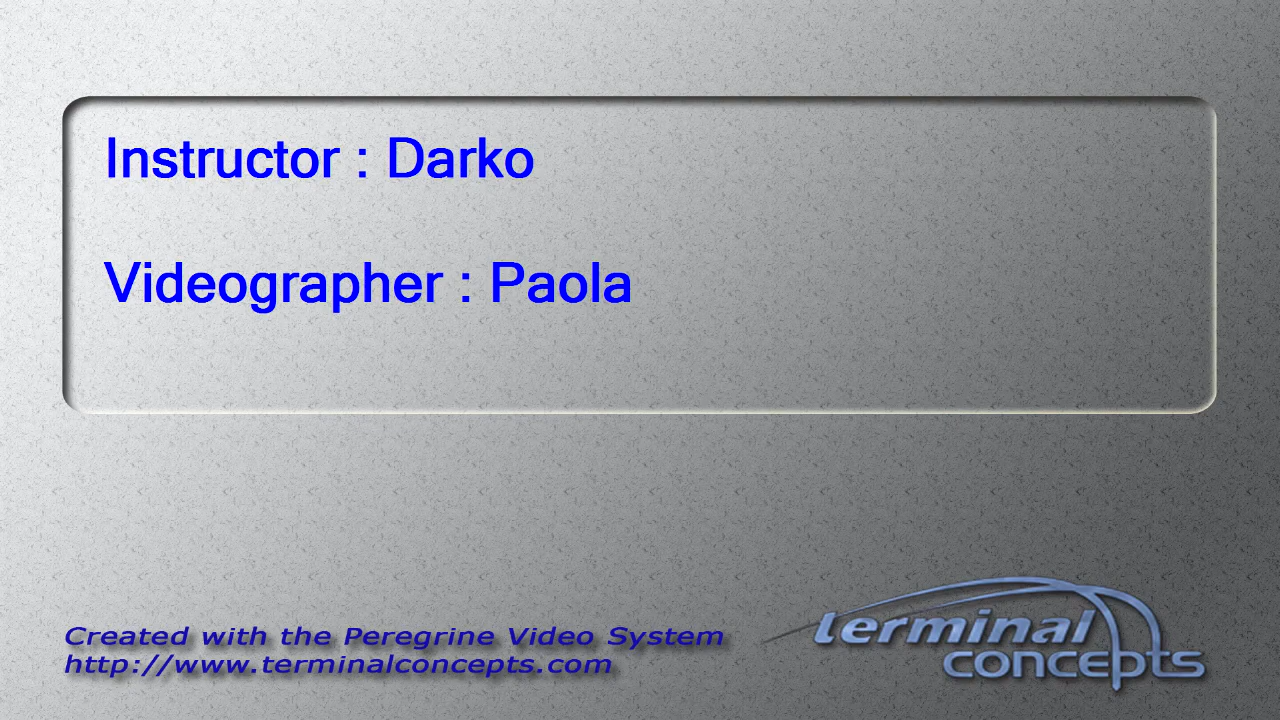 Instructor : Darko
Videographer : Paola
Created with the Peregrine Video System
http://www.terminalconcepts.com
terminal
concepts